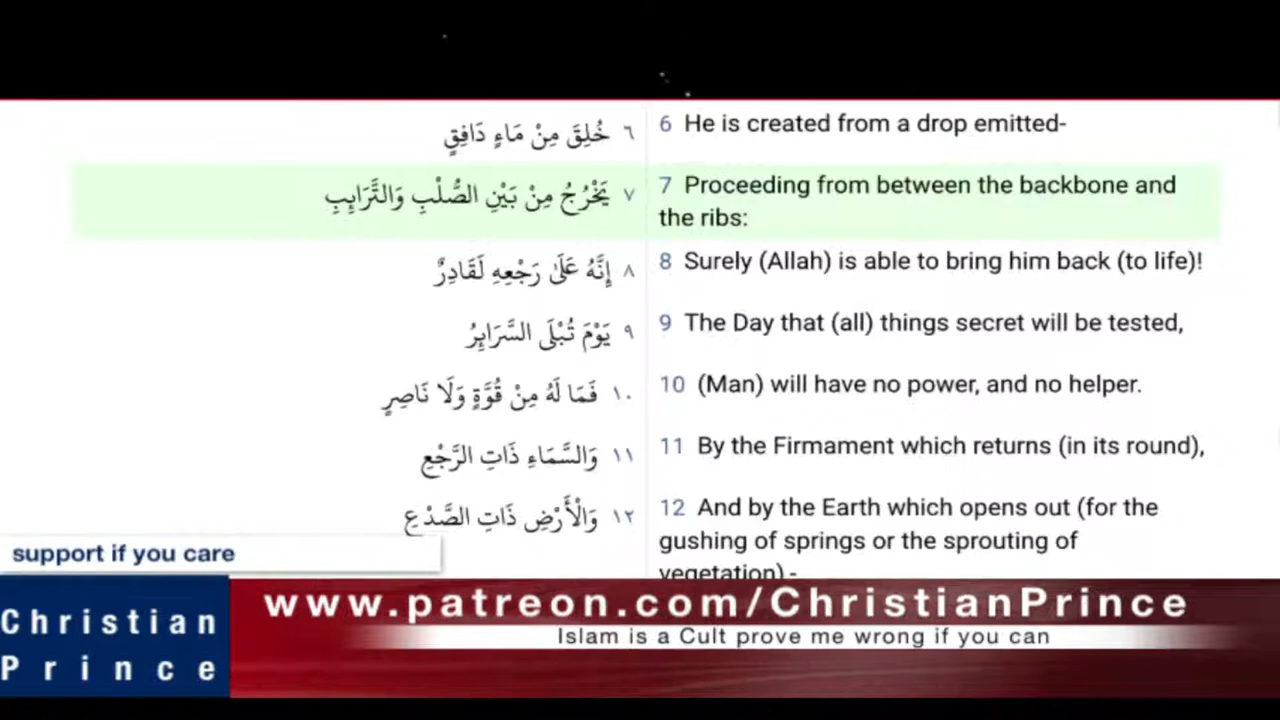 ٦ خُلِقَ مِنْ مَاءٍ دَافِقٍ
6 He is created from a drop emitted-
٧ يَخْرُجُ مِنْ بَيْنِ الصُّلْبِ وَالتَّرَائِبِ
7 Proceeding from between the backbone and
the ribs:
٨ إِنَّهُ عَلَىٰ رَجْعِهِ لَقَادِرٌ
8 Surely (Allah) is able to bring him back (to life)!
٩ يَوْمَ تُبْلَى السَّرَائِرُ
9 The Day that (all) things secret will be tested,
١٠ فَمَا لَهُ مِنْ قُوَّةٍ وَلَا نَاصِرٍ
10 (Man) will have no power, and no helper.
١١ وَالسَّمَاءِ ذَاتِ الرَّجْعِ
11 By the Firmament which returns (in its round),
١٢ وَالْأَرْضِ ذَاتِ الصَّدْعِ
12 And by the Earth which opens out (for the
gushing of springs or the sprouting of
vegetation)-
support if you care
Christian
Prince
www.patreon.com/ChristianPrince
Islam is a Cult prove me wrong if you can